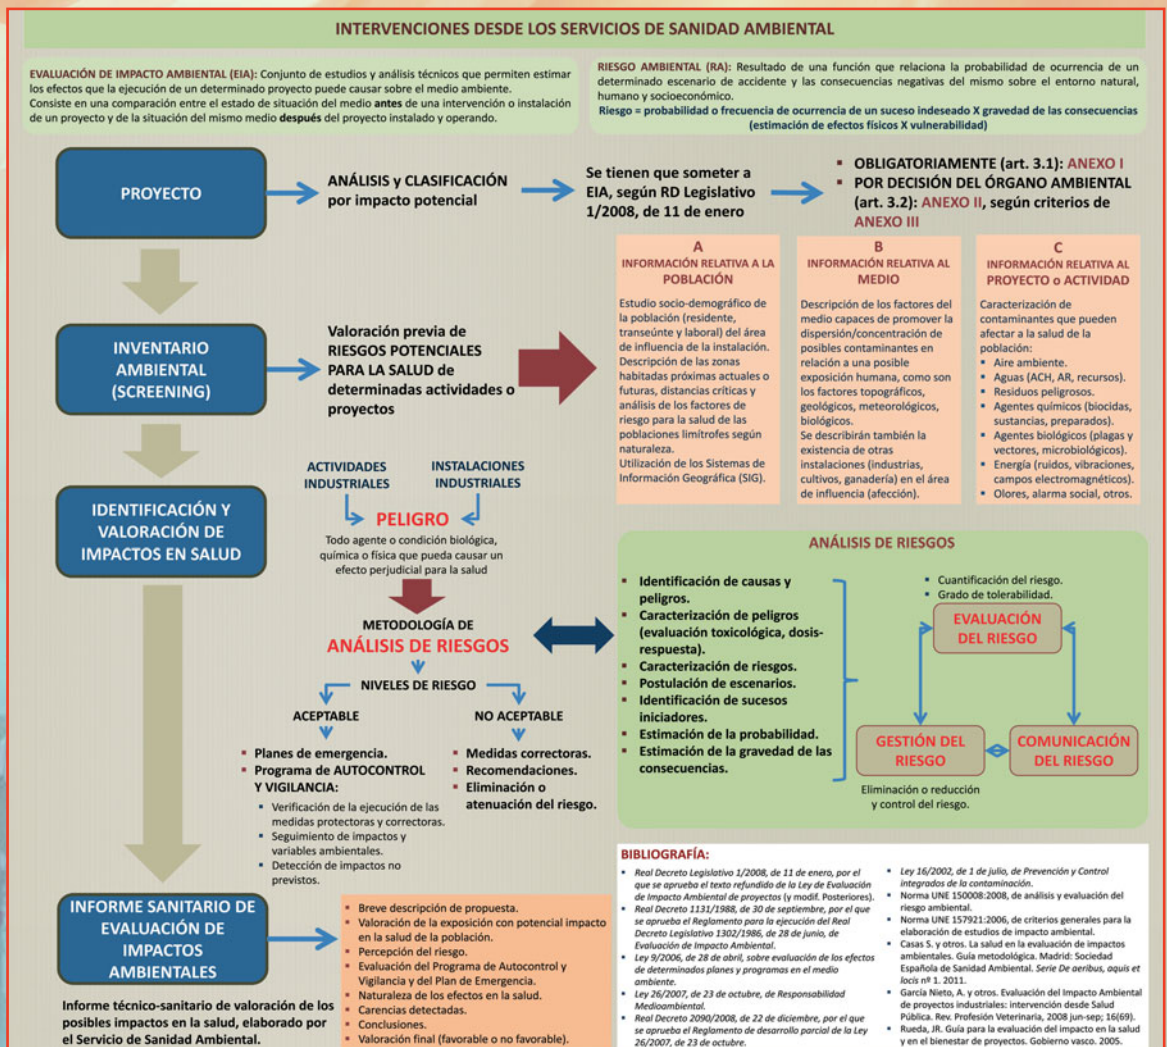 INTERVENCIONES DESDE LOS SERVICIOS DE SANIDAD AMBIENTAL
EVALUACIÓN DE IMPACTO AMBIENTAL (EIA): Conjunto de estudios y análisis técnicos que permiten estimar
los efectos que la ejecución de un determinado proyecto puede causar sobre el medio ambiente.
Consiste en una comparación entre el estado de situación del medio antes de una intervención o instalación
de un proyecto y de la situación del mismo medio después del proyecto instalado y operando.
RIESGO AMBIENTAL (RA): Resultado de una función que relaciona la probabilidad de ocurrencia de un
determinado escenario de accidente y las consecuencias negativas del mismo sobre el entorno natural,
humano y socioeconómico.
Riesgo = probabilidad o frecuencia de ocurrencia de un suceso indeseado X gravedad de las consecuencias
(estimación de efectos físicos X vulnerabilidad)
PROYECTO
ANÁLISIS y CLASIFICACIÓN
por impacto potencial
Se tienen que someter a
EIA, según RD Legislativo
1/2008, de 11 de enero
▪ OBLIGATORIAMENTE (art. 3.1): ANEXO I
▪ POR DECISIÓN DEL ÓRGANO AMBIENTAL
(art. 3.2): ANEXO II, según criterios de
ANEXO III
INVENTARIO
AMBIENTAL
(SCREENING)
Valoración previa de
RIESGOS POTENCIALES
PARA LA SALUD de
determinadas actividades o
proyectos
A
INFORMACIÓN RELATIVA A LA
POBLACIÓN
Estudio socio-demográfico de
la población (residente,
transeúnte y laboral) del área
de influencia de la instalación.
Descripción de las zonas
habitadas próximas actuales o
futuras, distancias críticas y
análisis de los factores de
riesgo para la salud de las
poblaciones limítrofes según
naturaleza.
Utilización de los Sistemas de
Información Geográfica (SIG).
B
INFORMACIÓN RELATIVA AL
MEDIO
Descripción de los factores del
medio capaces de promover la
dispersión/concentración de
posibles contaminantes en
relación a una posible
exposición humana, como son
los factores topográficos,
geológicos, meteorológicos,
biológicos.
Se describirán también la
existencia de otras
instalaciones (industrias,
cultivos, ganadería) en el área
de influencia (afección).
C
INFORMACIÓN RELATIVA AL
PROYECTO o ACTIVIDAD
Caracterización de
contaminantes que pueden
afectar a la salud de la
población:
▪ Aire ambiente.
▪ Aguas (ACH, AR, recursos).
▪ Residuos peligrosos.
▪ Agentes químicos (biocidas,
sustancias, preparados).
▪ Agentes biológicos (plagas y
vectores, microbiológicos).
▪ Energía (ruidos, vibraciones,
campos electromagnéticos).
▪ Olores, alarma social, otros.
IDENTIFICACIÓN Y
VALORACIÓN DE
IMPACTOS EN SALUD
ACTIVIDADES
INDUSTRIALES
INSTALACIONES
INDUSTRIALES
PELIGRO
Todo agente o condición biológica,
química o física que pueda causar un
efecto perjudicial para la salud
METODOLOGÍA DE
ANÁLISIS DE RIESGOS
NIVELES DE RIESGO
ACEPTABLE
▪ Planes de emergencia.
▪ Programa de AUTOCONTROL
Y VIGILANCIA:
▪ Verificación de la ejecución de las
medidas protectoras y correctoras.
▪ Seguimiento de impactos y
variables ambientales.
▪ Detección de impactos no
previstos.
NO ACEPTABLE
▪ Medidas correctoras.
▪ Recomendaciones.
▪ Eliminación o
atenuación del riesgo.
ANÁLISIS DE RIESGOS
▪ Identificación de causas y
peligros.
▪ Caracterización de peligros
(evaluación toxicológica, dosis-
respuesta).
▪ Caracterización de riesgos.
▪ Postulación de escenarios.
▪ Identificación de sucesos
iniciadores.
▪ Estimación de la probabilidad.
▪ Estimación de la gravedad de las
consecuencias.
▪ Cuantificación del riesgo.
▪ Grado de tolerabilidad.
EVALUACIÓN
DEL RIESGO
GESTIÓN DEL
RIESGO
COMUNICACIÓN
DEL RIESGO
Eliminación o reducción
y control del riesgo.
INFORME SANITARIO DE
EVALUACIÓN DE
IMPACTOS
AMBIENTALES
Informe técnico-sanitario de valoración de los
posibles impactos en la salud, elaborado por
el Servicio de Sanidad Ambiental.
▪ Breve descripción de propuesta.
▪ Valoración de la exposición con potencial impacto
en la salud de la población.
▪ Percepción del riesgo.
▪ Evaluación del Programa de Autocontrol y
Vigilancia y del Plan de Emergencia.
▪ Naturaleza de los efectos en la salud.
▪ Carencias detectadas.
▪ Conclusiones.
▪ Valoración final (favorable o no favorable).
BIBLIOGRAFÍA:
▪ Real Decreto Legislativo 1/2008, de 11 de enero, por el
que se aprueba el texto refundido de la Ley de Evaluación
de Impacto Ambiental de proyectos (y modif. Posteriores).
▪ Real Decreto 1131/1988, de 30 de septiembre, por el que
se aprueba el Reglamento para la ejecución del Real
Decreto Legislativo 1302/1986, de 28 de junio, de
Evaluación de Impacto Ambiental.
▪ Ley 9/2006, de 28 de abril, sobre evaluación de los efectos
de determinados planes y programas en el medio
ambiente.
▪ Ley 26/2007, de 23 de octubre, de Responsabilidad
Medioambiental.
▪ Real Decreto 2090/2008, de 22 de diciembre, por el que
se aprueba el Reglamento de desarrollo parcial de la Ley
26/2007, de 23 de octubre.
▪ Ley 16/2002, de 1 de julio, de Prevención y Control
integrados de la contaminación.
▪ Norma UNE 150008:2008, de análisis y evaluación del
riesgo ambiental.
▪ Norma UNE 157921:2006, de criterios generales para la
elaboración de estudios de impacto ambiental.
▪ Casas S. y otros. La salud en la evaluación de impactos
ambientales. Guía metodológica. Madrid: Sociedad
Española de Sanidad Ambiental. Serie De aeribus, aquis et
locis nº 1. 2011.
▪ García Nieto, A. y otros. Evaluación del Impacto Ambiental
de proyectos industriales: intervención desde Salud
Pública. Rev. Profesión Veterinaria, 2008 jun-sep; 16(69).
▪ Rueda, JR. Guía para la evaluación del impacto en la salud
y en el bienestar de proyectos. Gobierno vasco. 2005.